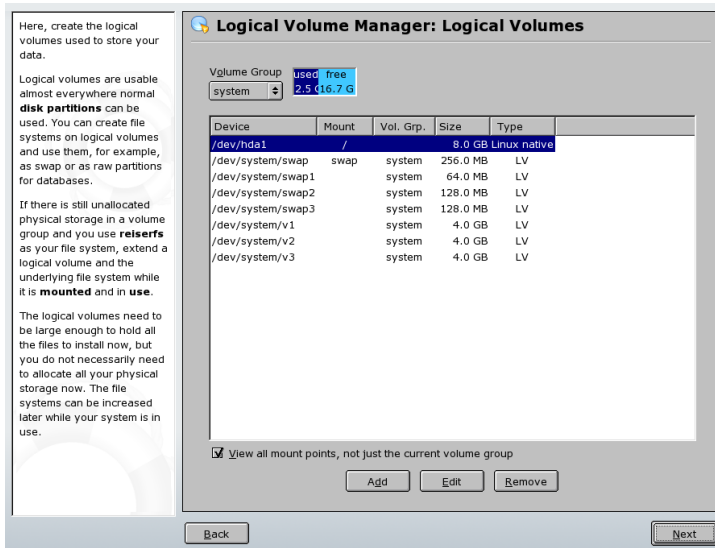 Here, create the logical
volumes used to store your
data.
Logical volumes are usable
almost everywhere normal
disk partitions can be
used. You can create file
systems on logical volumes
and use them, for example,
as swap or as raw partitions
for databases.
If there is still unallocated
physical storage in a volume
group and you use reiserfs
as your file system, extend a
logical volume and the
underlying file system while
it is mounted and in use.
The logical volumes need to
be large enough to hold all
the files to install now, but
you do not necessarily need
to allocate all your physical
storage now. The file
systems can be increased
later while your system is in
use.
Logical Volume Manager: Logical Volumes
Volume Group used free
system 2.5 16.7 G
Device Mount Vol. Grp. Size Type
/dev/hda1 / 8.0 GB Linux native
/dev/system/swap swap system 256.0 MB LV
/dev/system/swap1 system 64.0 MB LV
/dev/system/swap2 system 128.0 MB LV
/dev/system/swap3 system 128.0 MB LV
/dev/system/v1 system 4.0 GB LV
/dev/system/v2 system 4.0 GB LV
/dev/system/v3 system 4.0 GB LV
View all mount points, not just the current volume group
Add Edit Remove
Back Next